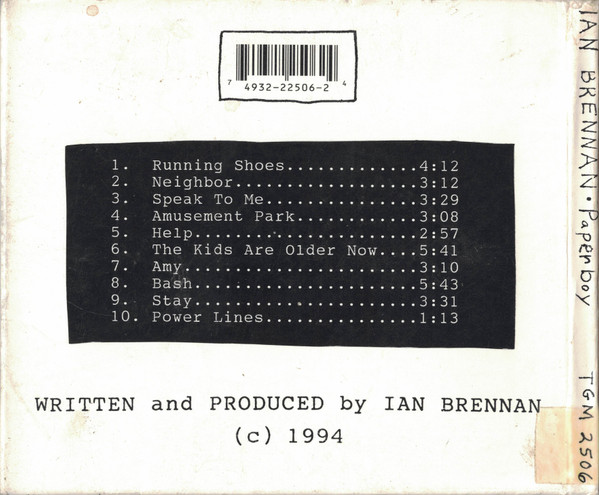 7 4932-22506-2 4
1. Running Shoes..............4:12
2. Neighbor...................3:12
3. Speak To Me................3:29
4. Amusement Park.............3:08
5. Help.......................2:57
6. The Kids Are Older Now....5:41
7. Amy........................3:10
8. Bash.......................5:43
9. Stay.......................3:31
10. Power Lines...............1:13
WRITTEN and PRODUCED by IAN BRENNAN
(c) 1994
IAN BRENNAN • Paperboy
TGM 2506